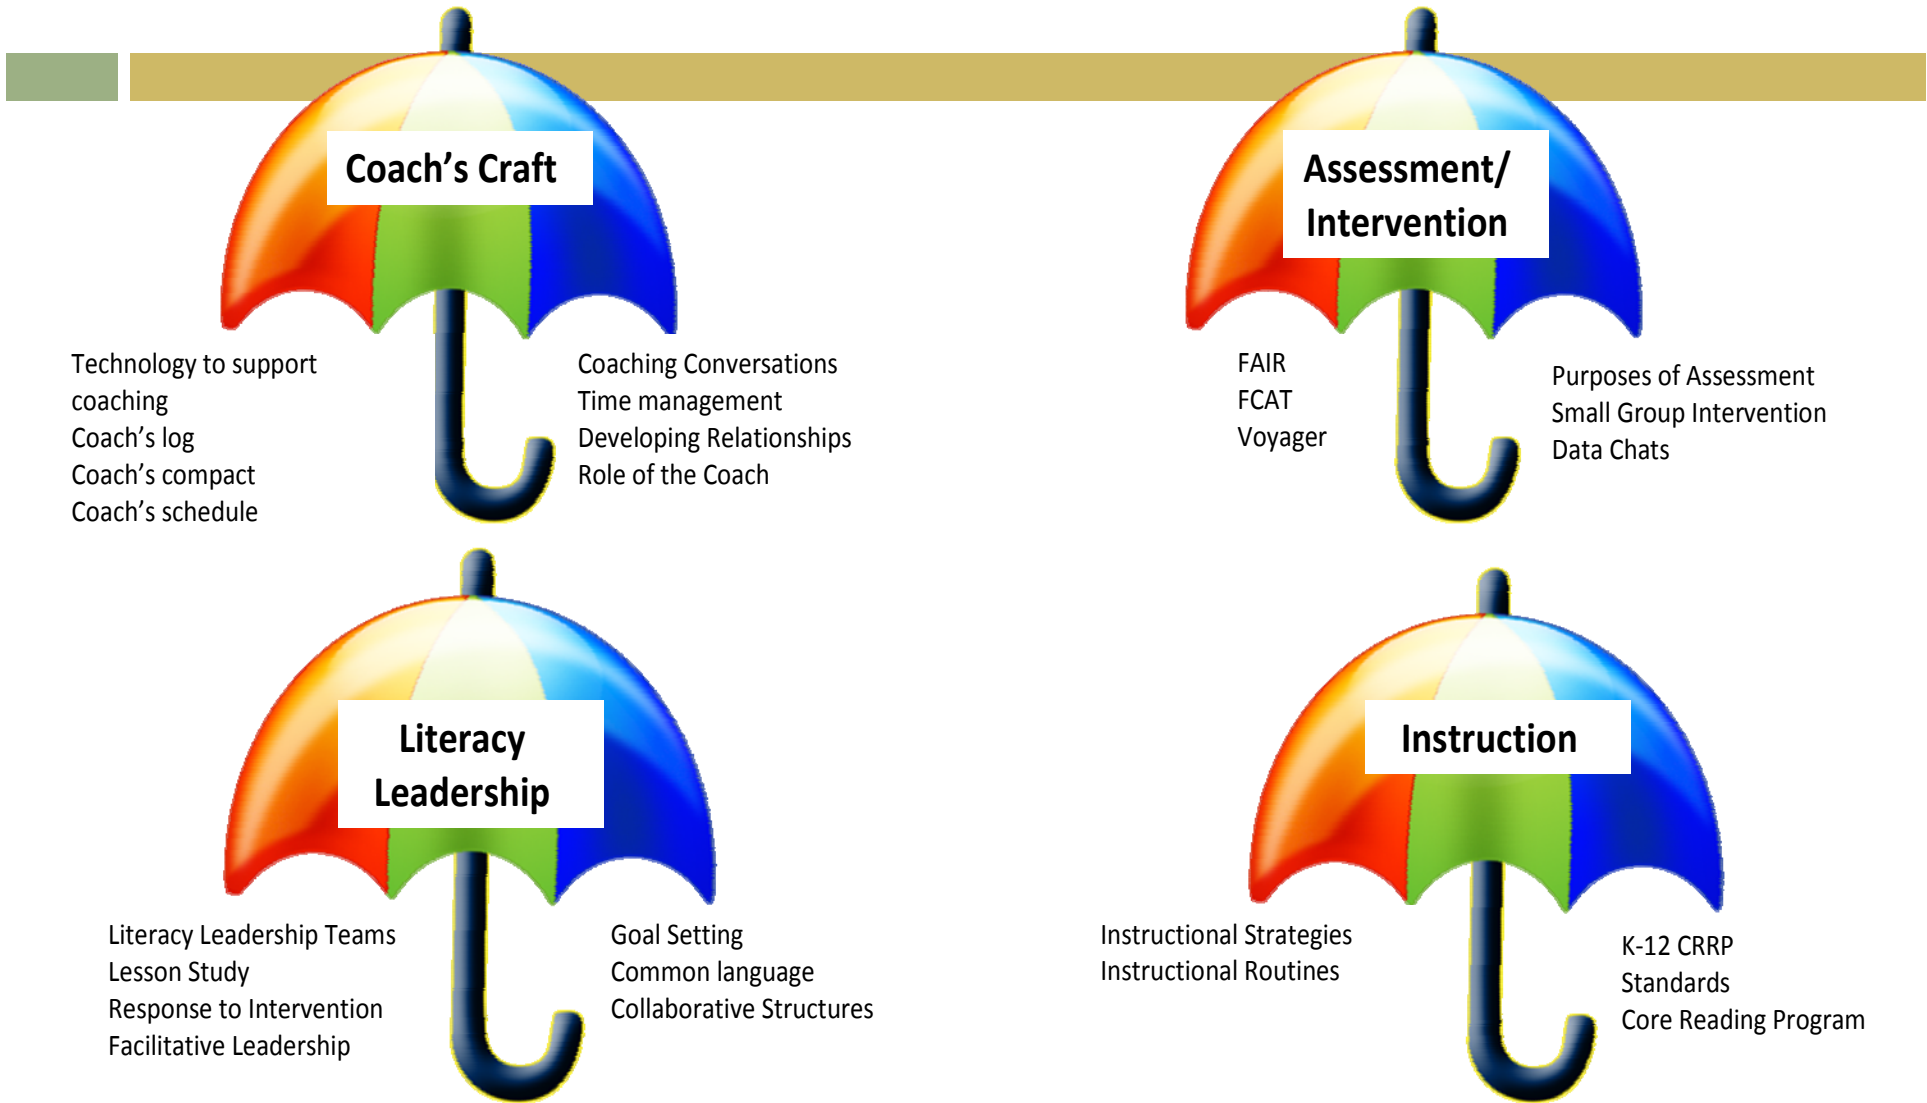 Coach’s Craft
Technology to support
coaching
Coach’s log
Coach’s compact
Coach’s schedule
Coaching Conversations
Time management
Developing Relationships
Role of the Coach
Assessment/
Intervention
FAIR
FCAT
Voyager
Purposes of Assessment
Small Group Intervention
Data Chats
Literacy
Leadership
Literacy Leadership Teams
Lesson Study
Response to Intervention
Facilitative Leadership
Goal Setting
Common language
Collaborative Structures
Instruction
Instructional Strategies
Instructional Routines
K-12 CRRP
Standards
Core Reading Program